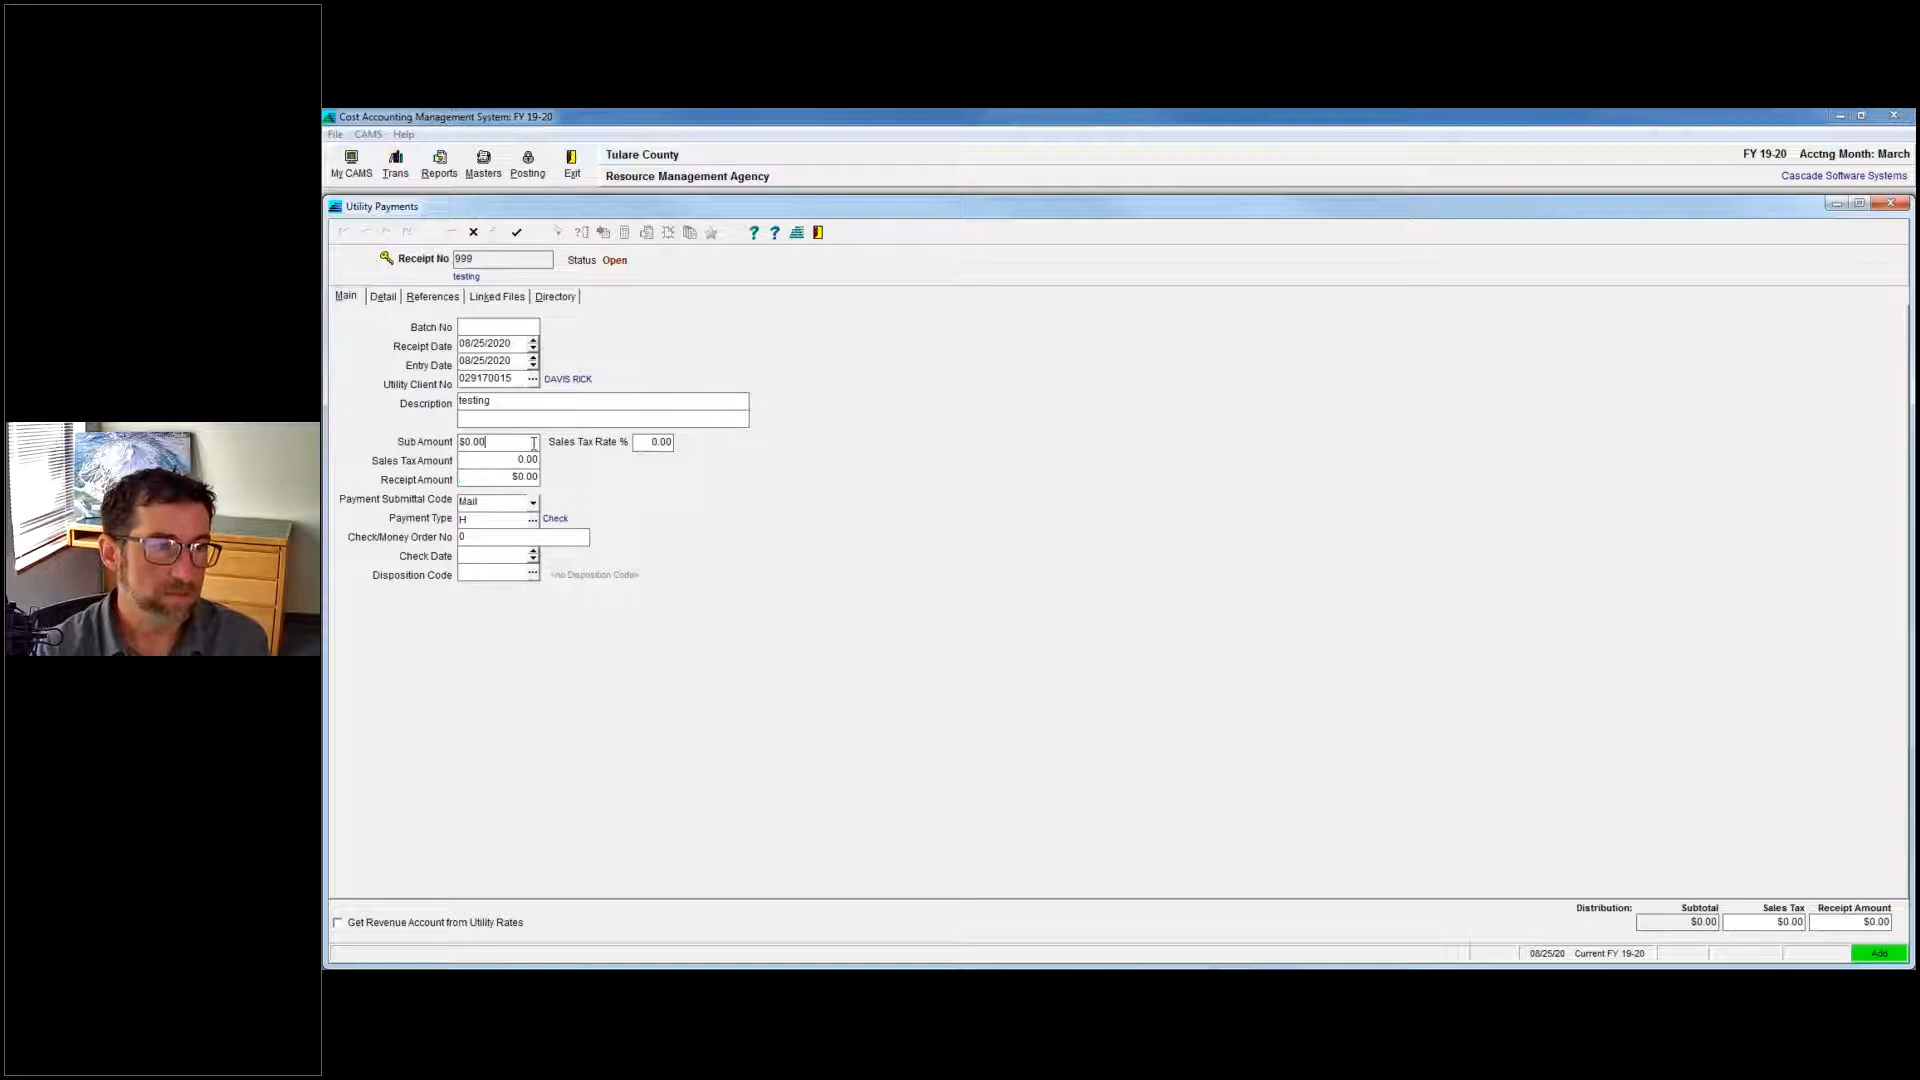 Cost Accounting Management System: FY 19-20
File CAMS Help
My CAMS Trans Reports Masters Posting Exit
Tulare County
Resource Management Agency
FY 19-20 Acctng Month: March
Cascade Software Systems
Utility Payments
Receipt No 999 Status Open
testing
Main Detail References Linked Files Directory
Batch No
Receipt Date 08/25/2020
Entry Date 08/25/2020
Utility Client No 029170015 ... DAVIS RICK
Description testing
Sub Amount $0.00 Sales Tax Rate % 0.00
Sales Tax Amount 0.00
Receipt Amount $0.00
Payment Submittal Code Mail
Payment Type H ... Check
Check/Money Order No 0
Check Date
Disposition Code ... <no Disposition Code>
Get Revenue Account from Utility Rates
Distribution: Subtotal Sales Tax Receipt Amount
$0.00 $0.00 $0.00
08/25/20 Current FY 19-20 Add